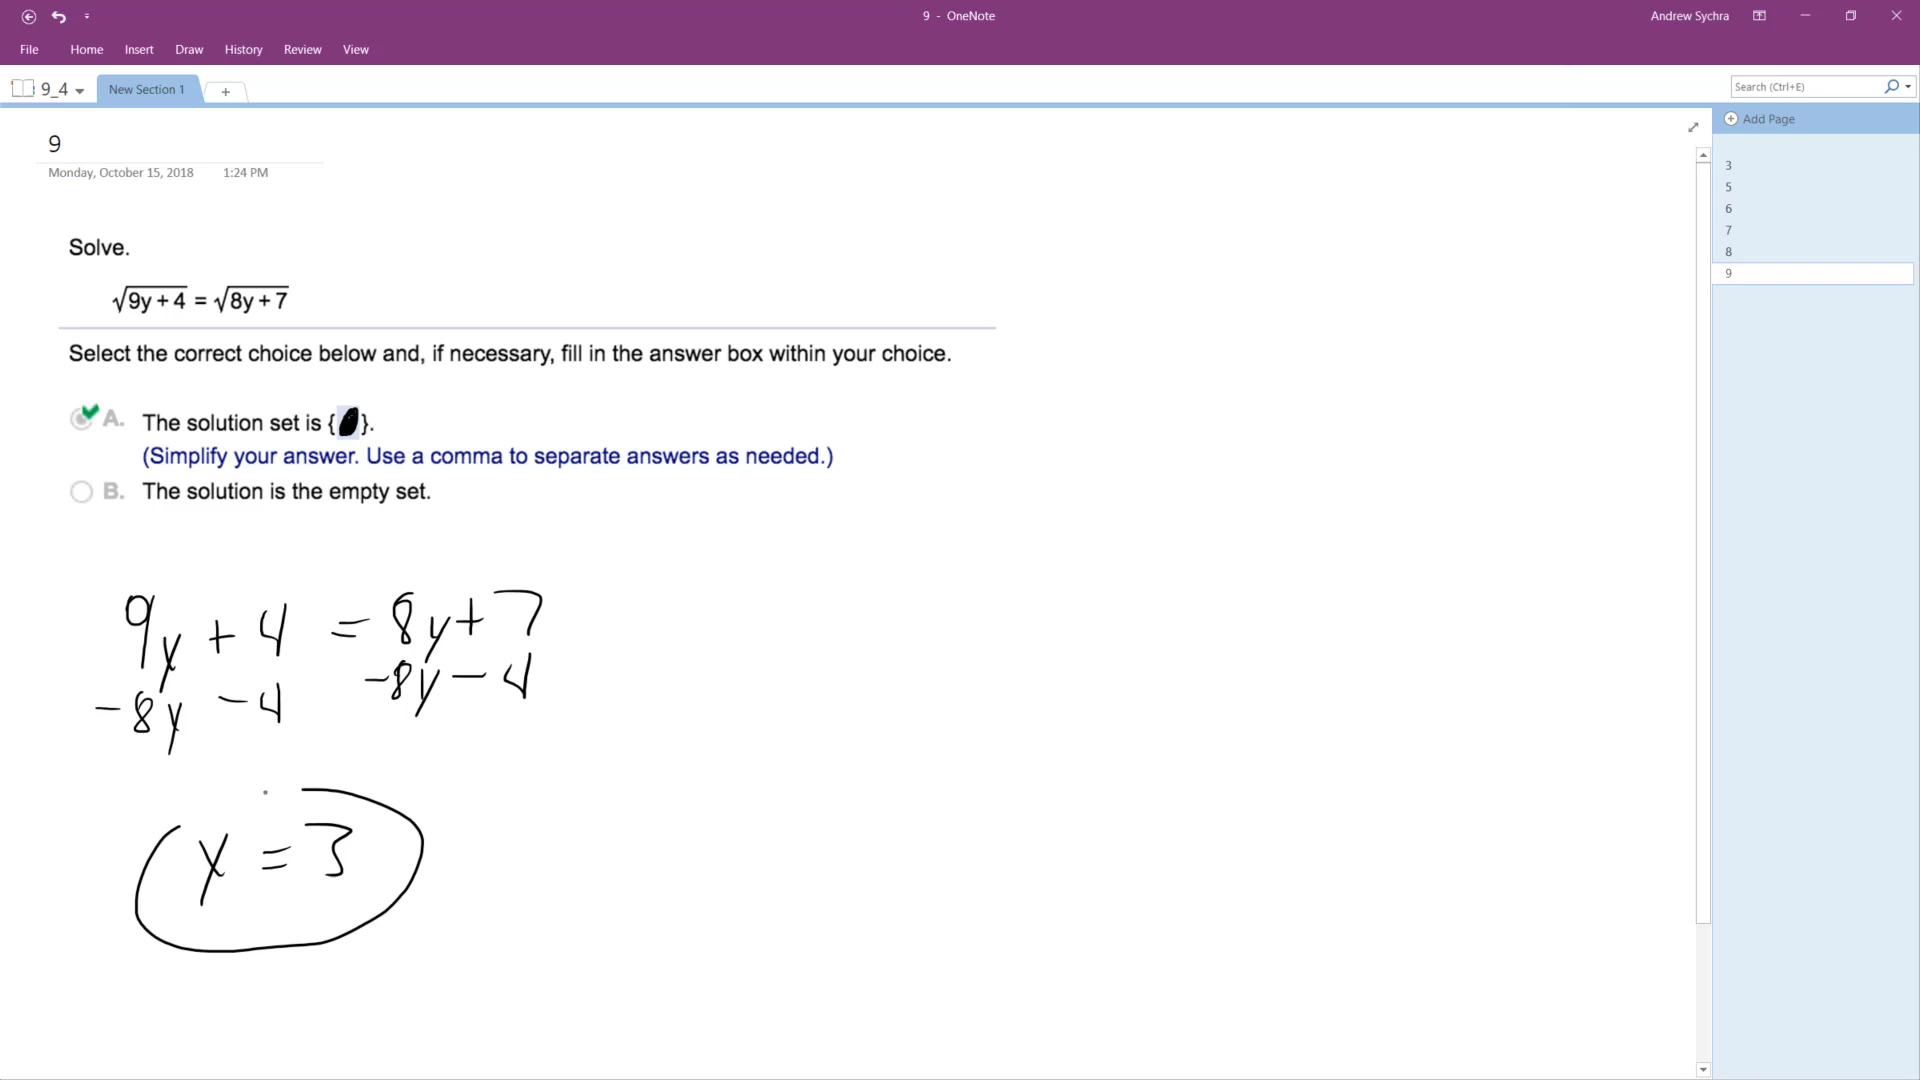 9 - OneNote
Andrew Sychra
File Home Insert Draw History Review View
9_4 New Section 1 +
Search (Ctrl+E)
Add Page
3
5
6
7
8
9
9
Monday, October 15, 2018 1:24 PM
Solve.
√9y + 4 = √8y + 7
Select the correct choice below and, if necessary, fill in the answer box within your choice.
A. The solution set is { }.
(Simplify your answer. Use a comma to separate answers as needed.)
B. The solution is the empty set.
9y + 4 = 8y + 7
-8y - 4 -8y - 4
y = 3